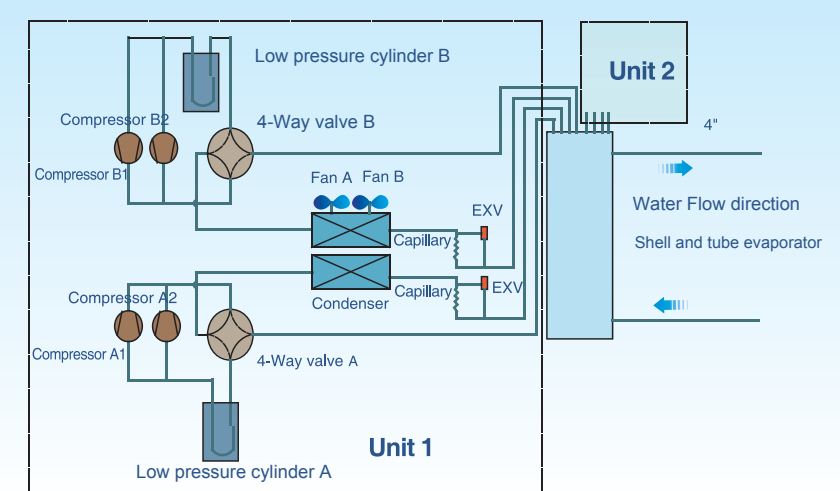 Low pressure cylinder B
Unit 2
Compressor B2
4-Way valve B
4"
Compressor B1
Fan A Fan B
Water Flow direction
EXV
Capillary
Shell and tube evaporator
Compressor A2
Capillary
EXV
Condenser
Compressor A1
4-Way valve A
Unit 1
Low pressure cylinder A